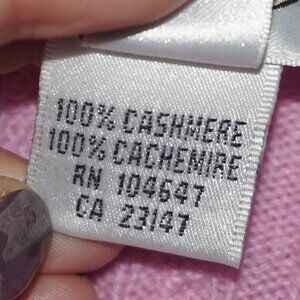 100% CASHMERE
100% CACHEMIRE
RN 104647
CA 23147